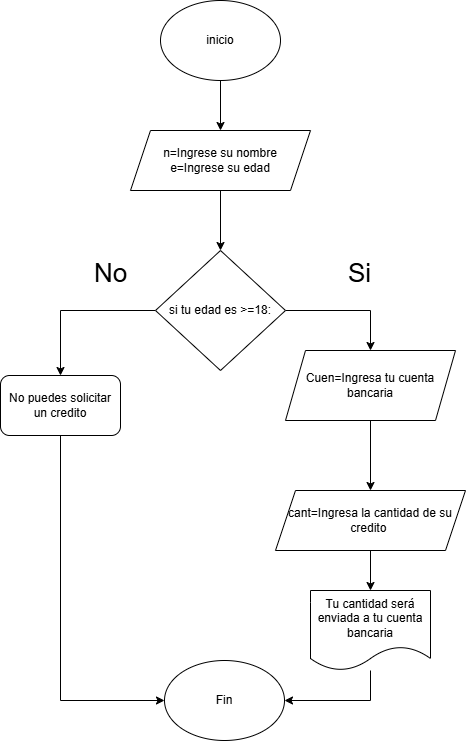 inicio
n=Ingrese su nombre
e=Ingrese su edad
No
Si
si tu edad es >=18:
No puedes solicitar
un credito
Cuen=Ingresa tu cuenta
bancaria
cant=Ingresa la cantidad de su
credito
Tu cantidad será
enviada a tu cuenta
bancaria
Fin